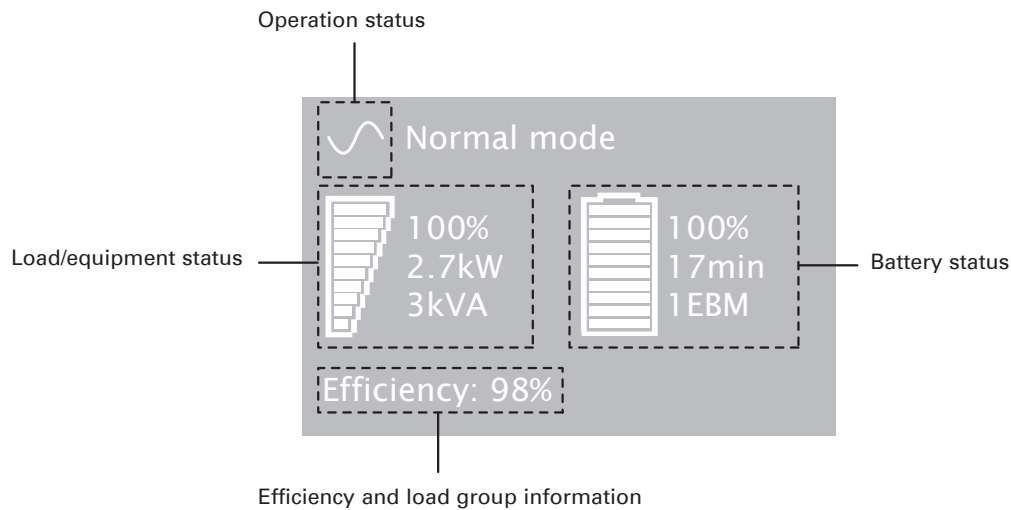 Operation status
Normal mode
Load/equipment status
100%
2.7kW
3kVA
100%
17min
1EBM
Battery status
Efficiency: 98%
Efficiency and load group information